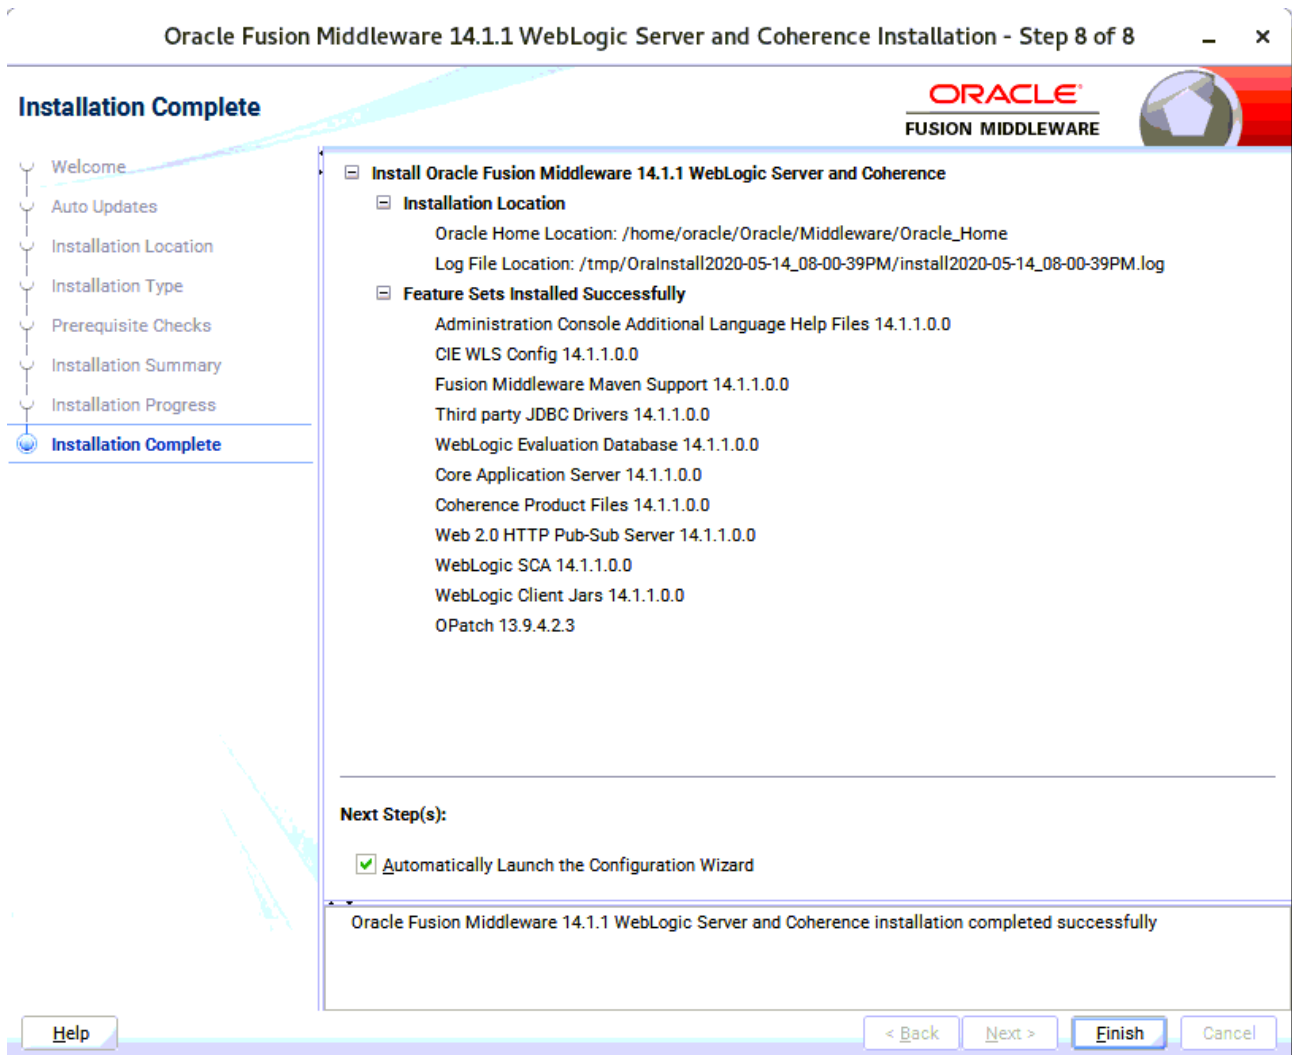 Oracle Fusion Middleware 14.1.1 WebLogic Server and Coherence Installation - Step 8 of 8
Installation Complete
ORACLE
FUSION MIDDLEWARE
Welcome
Auto Updates
Installation Location
Installation Type
Prerequisite Checks
Installation Summary
Installation Progress
Installation Complete
Install Oracle Fusion Middleware 14.1.1 WebLogic Server and Coherence
Installation Location
Oracle Home Location: /home/oracle/Oracle/Middleware/Oracle_Home
Log File Location: /tmp/OraInstall2020-05-14_08-00-39PM/install2020-05-14_08-00-39PM.log
Feature Sets Installed Successfully
Administration Console Additional Language Help Files 14.1.1.0.0
CIE WLS Config 14.1.1.0.0
Fusion Middleware Maven Support 14.1.1.0.0
Third party JDBC Drivers 14.1.1.0.0
WebLogic Evaluation Database 14.1.1.0.0
Core Application Server 14.1.1.0.0
Coherence Product Files 14.1.1.0.0
Web 2.0 HTTP Pub-Sub Server 14.1.1.0.0
WebLogic SCA 14.1.1.0.0
WebLogic Client Jars 14.1.1.0.0
OPatch 13.9.4.2.3
Next Step(s):
Automatically Launch the Configuration Wizard
Oracle Fusion Middleware 14.1.1 WebLogic Server and Coherence installation completed successfully
Help
< Back
Next >
Finish
Cancel